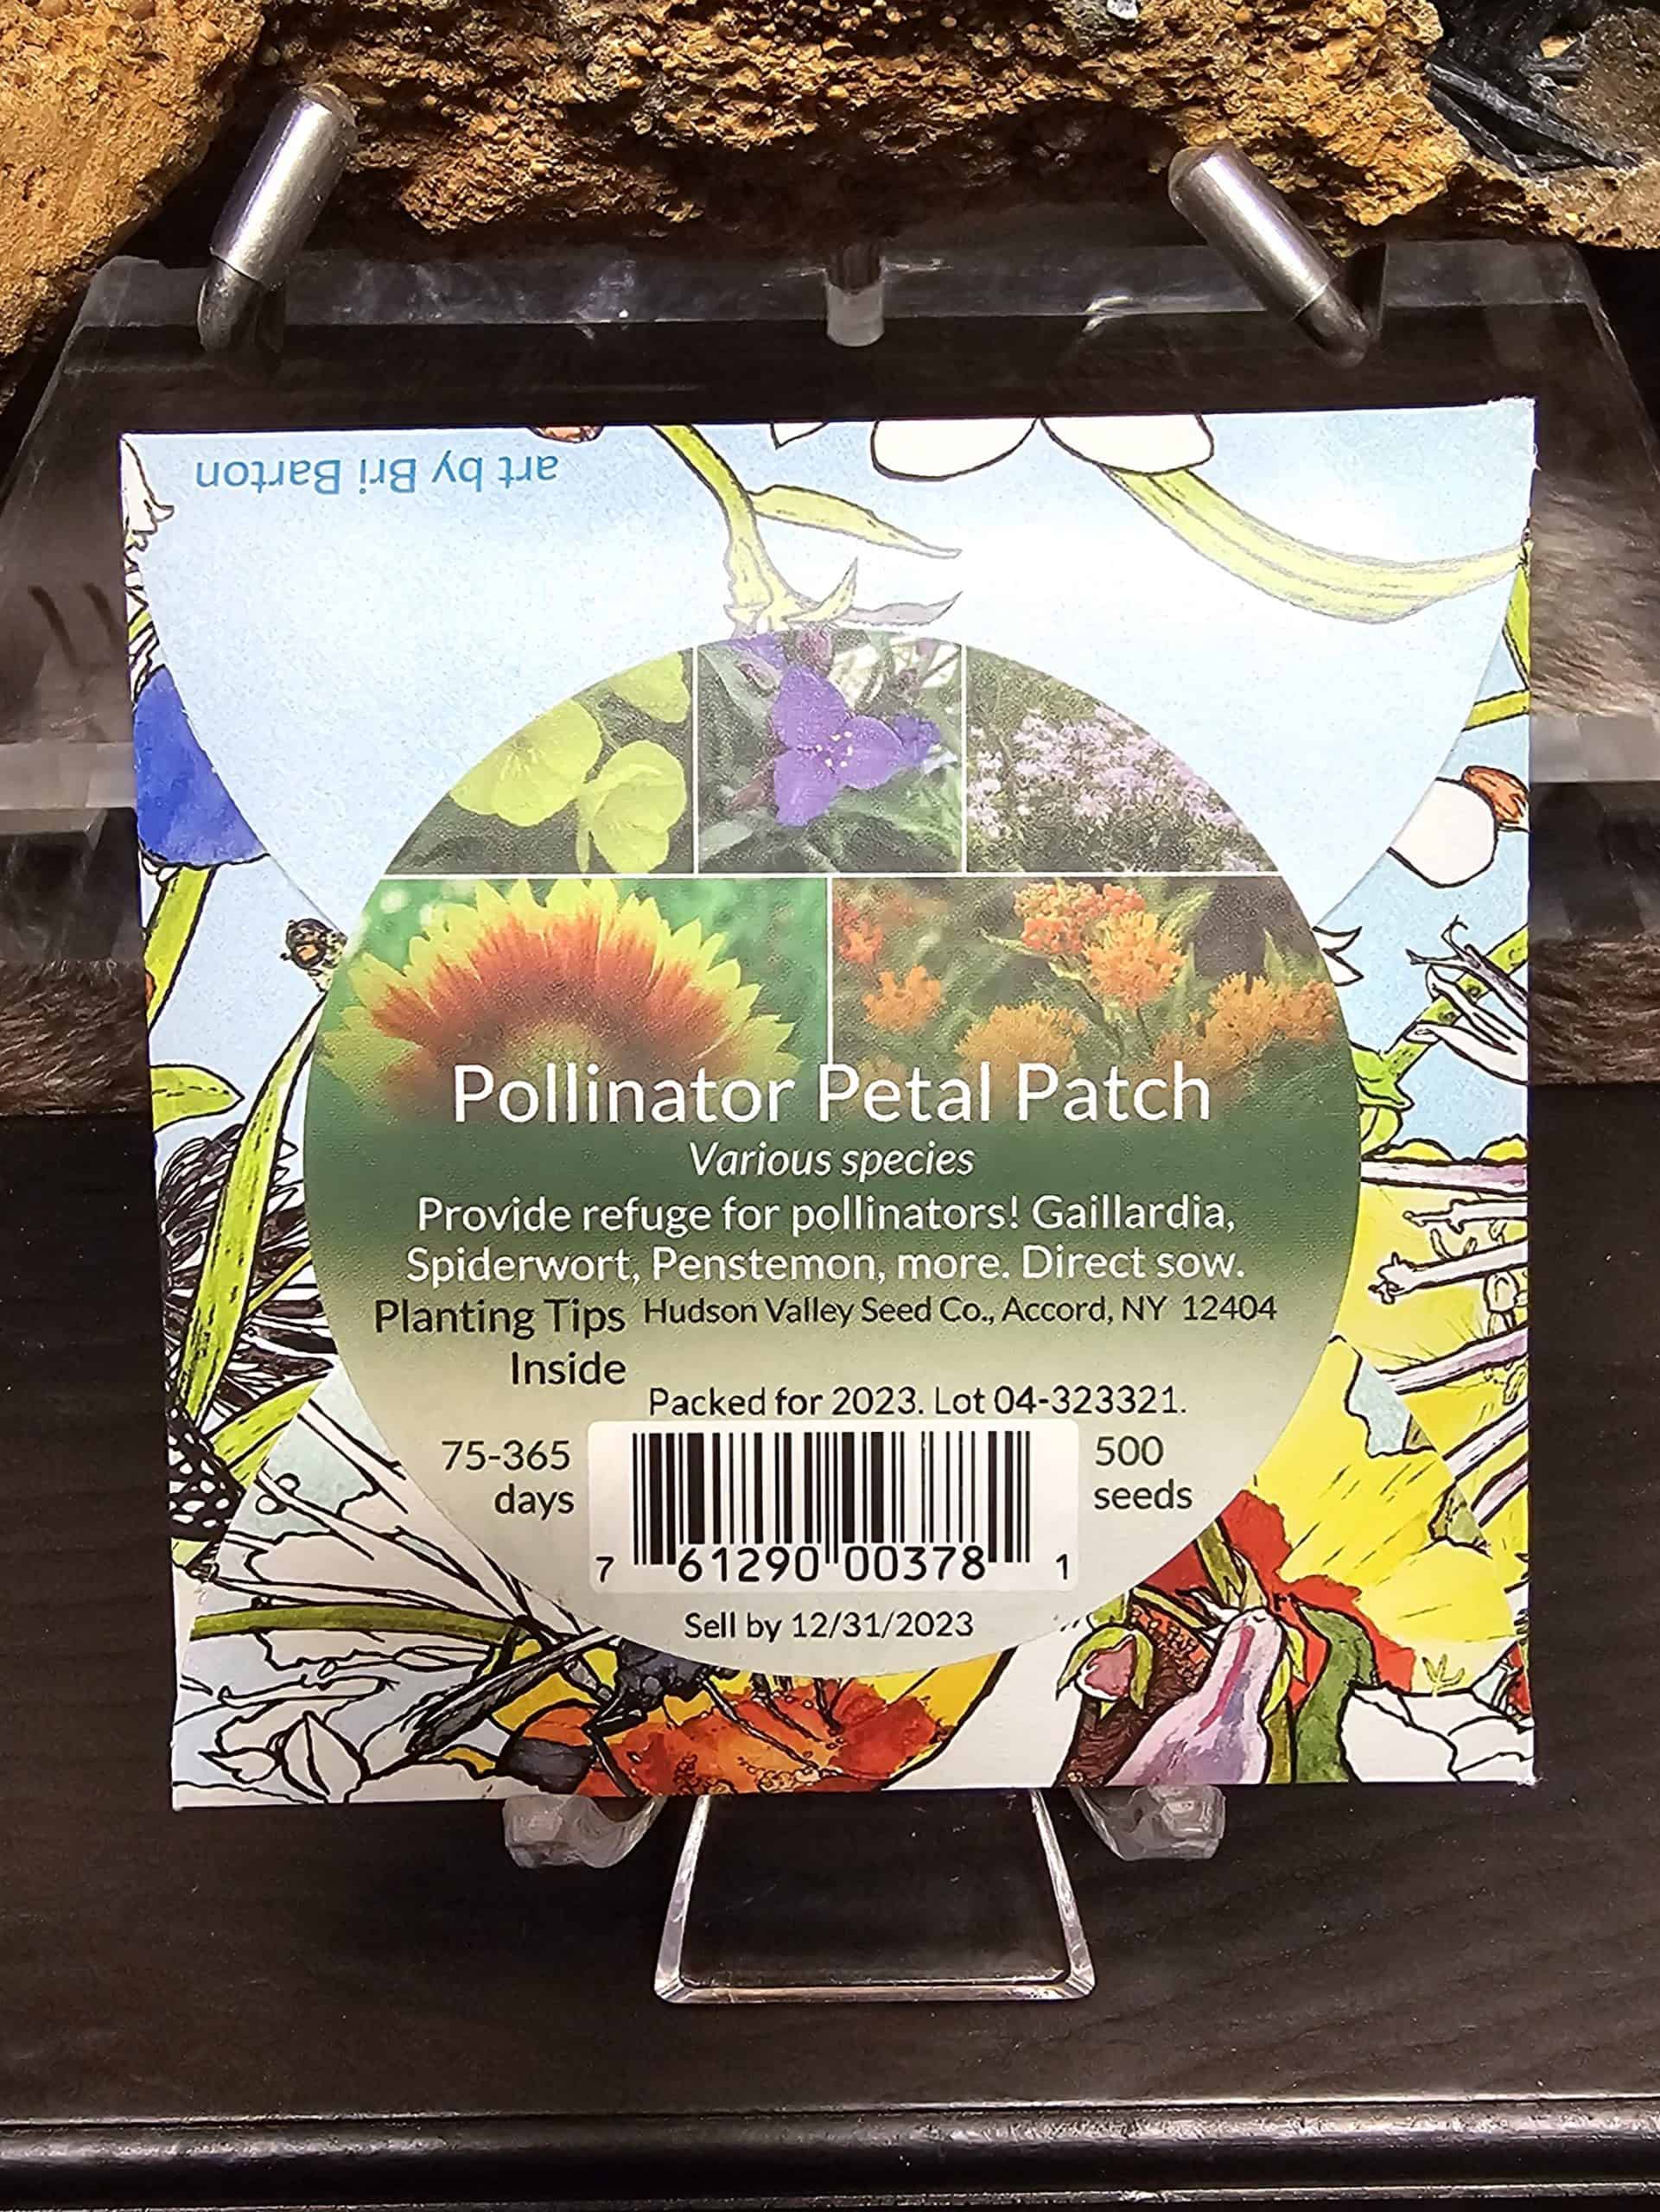 art by Bri Barton
Pollinator Petal Patch
Various species
Provide refuge for pollinators! Gaillardia,
Spiderwort, Penstemon, more. Direct sow.
Planting Tips
Inside
Hudson Valley Seed Co., Accord, NY 12404
Packed for 2023. Lot 04-323321.
75-365
days
500
seeds
7 61290 00378 1
Sell by 12/31/2023